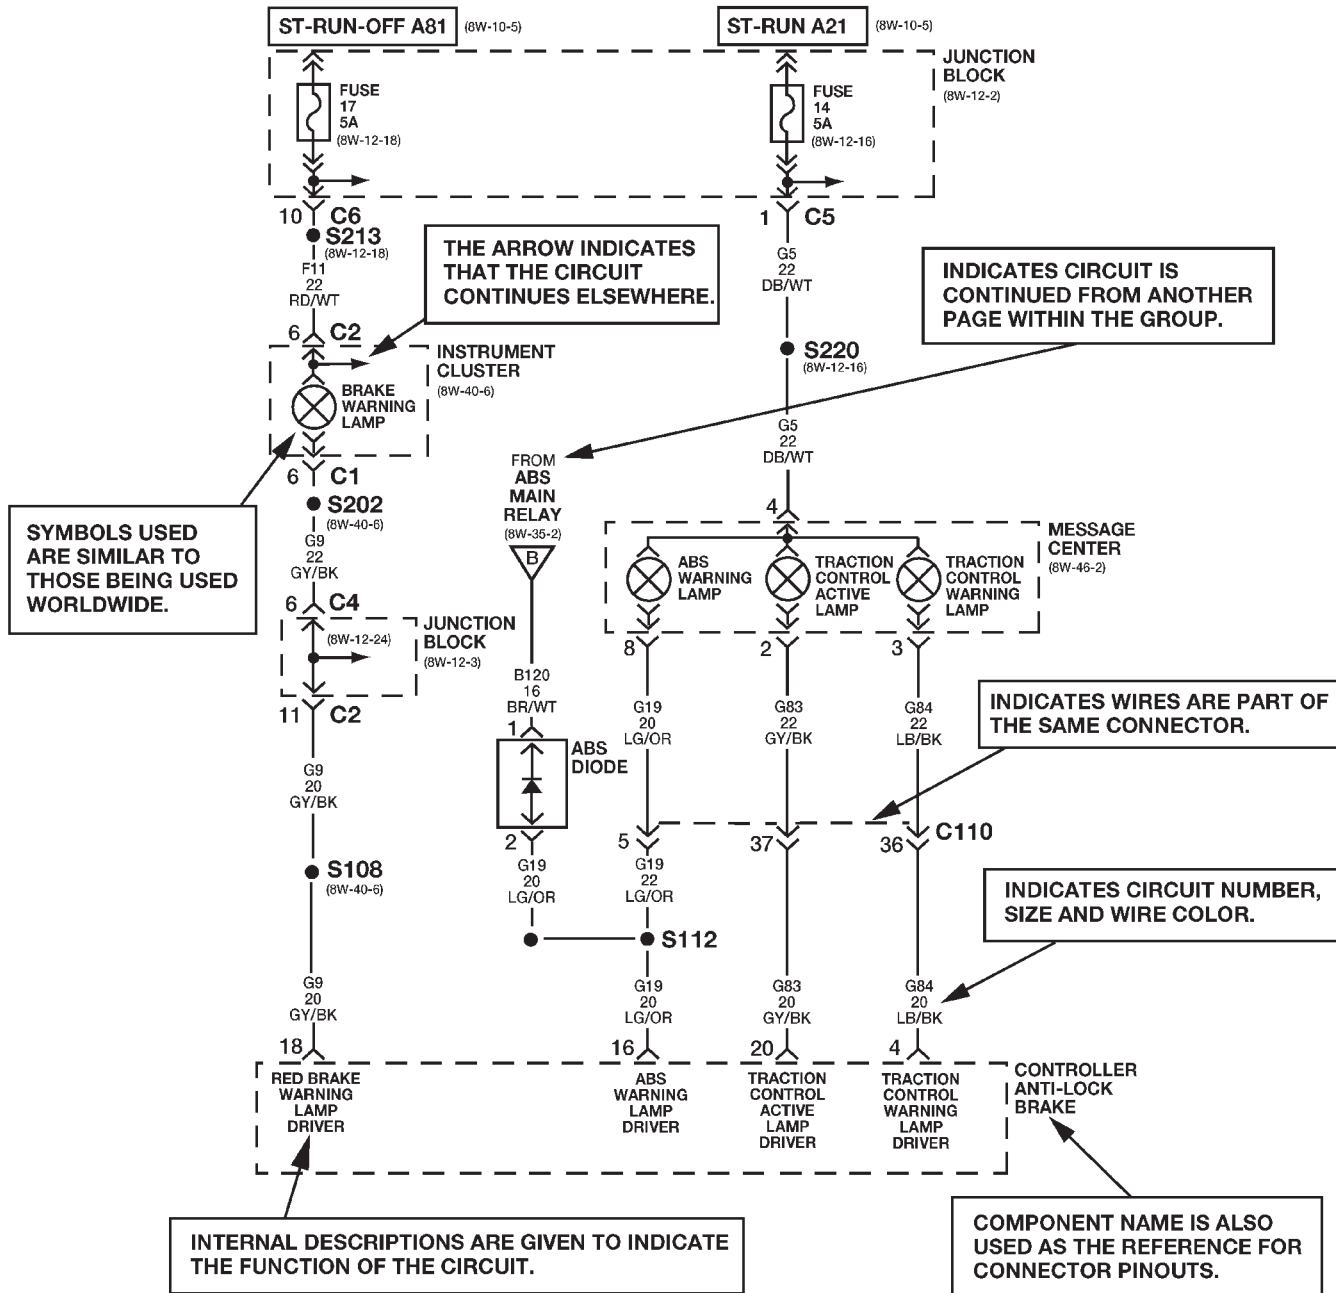 ST-RUN-OFF A81
(8W-10-5)
ST-RUN A21
(8W-10-5)
JUNCTION
BLOCK
(8W-12-2)
FUSE
17
5A
(8W-12-18)
FUSE
14
5A
(8W-12-16)
10
C6
S213
(8W-12-18)
F11
22
RD/WT
1
C5
G5
22
DB/WT
THE ARROW INDICATES
THAT THE CIRCUIT
CONTINUES ELSEWHERE.
INDICATES CIRCUIT IS
CONTINUED FROM ANOTHER
PAGE WITHIN THE GROUP.
6
C2
INSTRUMENT
CLUSTER
(8W-40-6)
BRAKE
WARNING
LAMP
S220
(8W-12-16)
G5
22
DB/WT
6
C1
S202
(8W-40-6)
G9
22
GY/BK
SYMBOLS USED
ARE SIMILAR TO
THOSE BEING USED
WORLDWIDE.
FROM
ABS
MAIN
RELAY
(8W-35-2)
B
4
MESSAGE
CENTER
(8W-46-2)
ABS
WARNING
LAMP
TRACTION
CONTROL
ACTIVE
LAMP
TRACTION
CONTROL
WARNING
LAMP
6
C4
(8W-12-24)
JUNCTION
BLOCK
(8W-12-3)
11
C2
8
2
3
B120
16
BR/WT
G19
20
LG/OR
G83
22
GY/BK
G84
22
LB/BK
INDICATES WIRES ARE PART OF
THE SAME CONNECTOR.
1
ABS
DIODE
2
G9
20
GY/BK
5
37
36
C110
G19
20
LG/OR
G19
22
LG/OR
S108
(8W-40-6)
S112
INDICATES CIRCUIT NUMBER,
SIZE AND WIRE COLOR.
G9
20
GY/BK
G19
20
LG/OR
G83
20
GY/BK
G84
20
LB/BK
18
16
20
4
RED BRAKE
WARNING
LAMP
DRIVER
ABS
WARNING
LAMP
DRIVER
TRACTION
CONTROL
ACTIVE
LAMP
DRIVER
TRACTION
CONTROL
WARNING
LAMP
DRIVER
CONTROLLER
ANTI-LOCK
BRAKE
INTERNAL DESCRIPTIONS ARE GIVEN TO INDICATE
THE FUNCTION OF THE CIRCUIT.
COMPONENT NAME IS ALSO
USED AS THE REFERENCE FOR
CONNECTOR PINOUTS.